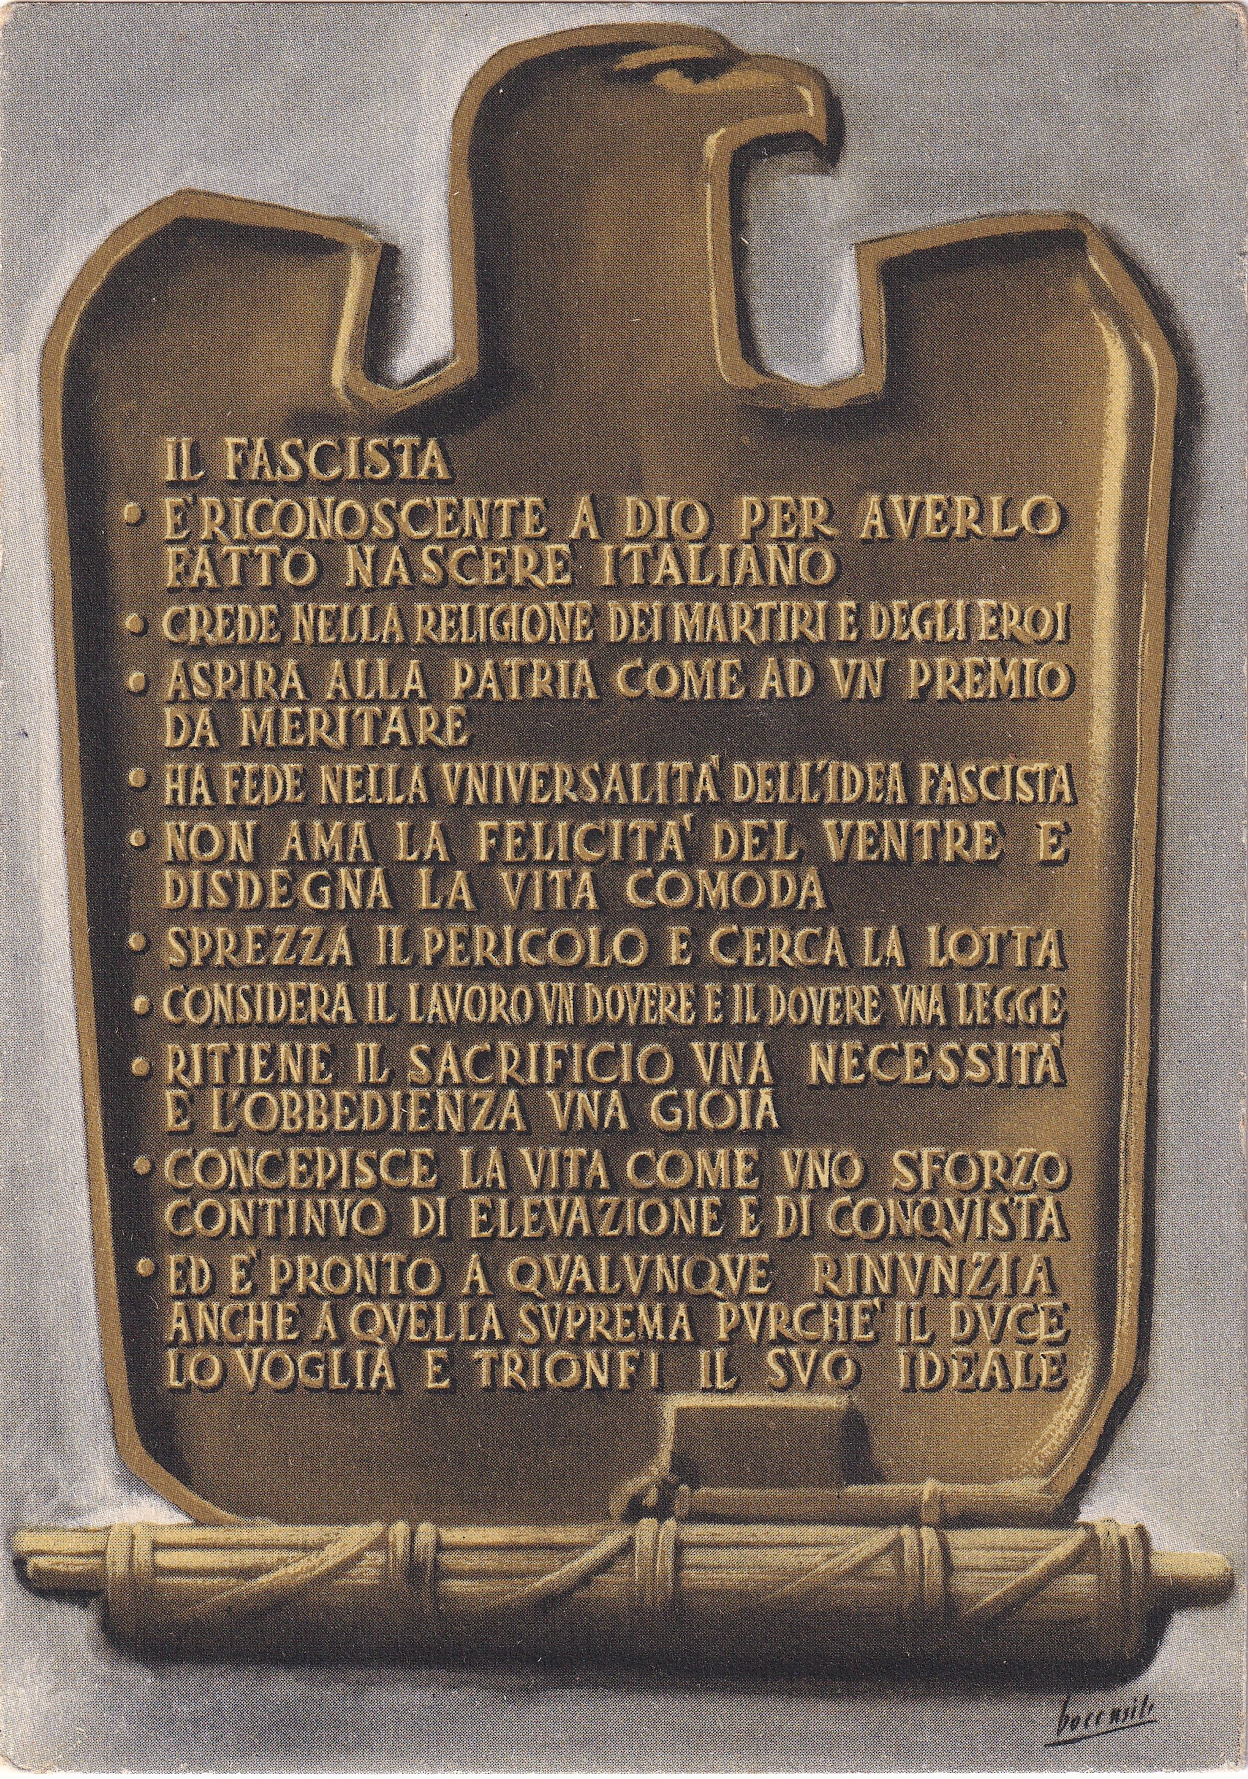 IL FASCISTA
• E' RICONOSCENTE A DIO PER AVERLO
FATTO NASCERE ITALIANO
• CREDE NELLA RELIGIONE DEI MARTIRI E DEGLI EROI
• ASPIRA ALLA PATRIA COME AD VN PREMIO
DA MERITARE
• HA FEDE NELLA VNIVERSALITA' DELL'IDEA FASCISTA
• NON AMA LA FELICITA' DEL VENTRE E
DISDEGNA LA VITA COMODA
• SPREZZA IL PERICOLO E CERCA LA LOTTA
• CONSIDERA IL LAVORO VN DOVERE E IL DOVERE VNA LEGGE
• RITIENE IL SACRIFICIO VNA NECESSITA'
E L'OBBEDIENZA VNA GIOIA
• CONCEPISCE LA VITA COME VNO SFORZO
CONTINVO DI ELEVAZIONE E DI CONQVISTA
• ED E' PRONTO A QVALVNQVE RINVNZIA
ANCHE A QVELLA SVPREMA PVRCHE' IL DVCE
LO VOGLIA E TRIONFI IL SVO IDEALE